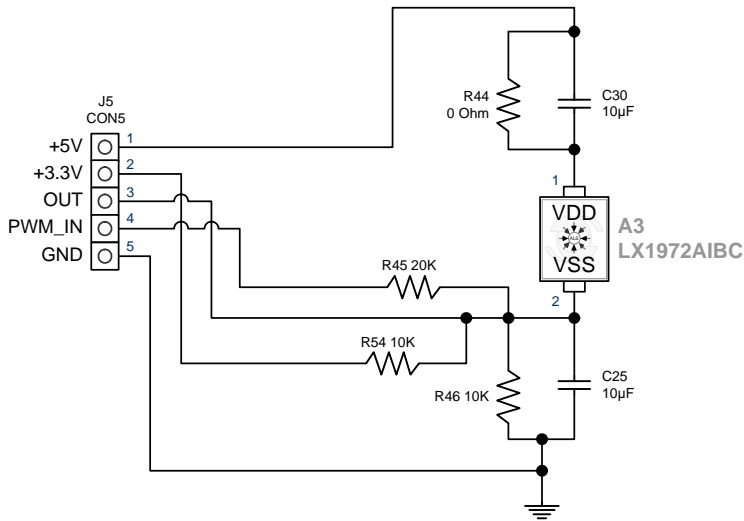 J5
CON5
+5V
1
+3.3V
2
OUT
3
PWM_IN
4
GND
5
R44
0 Ohm
C30
10µF
1
VDD
ALS
VSS
2
A3
LX1972AIBC
R45 20K
R54 10K
R46 10K
C25
10µF